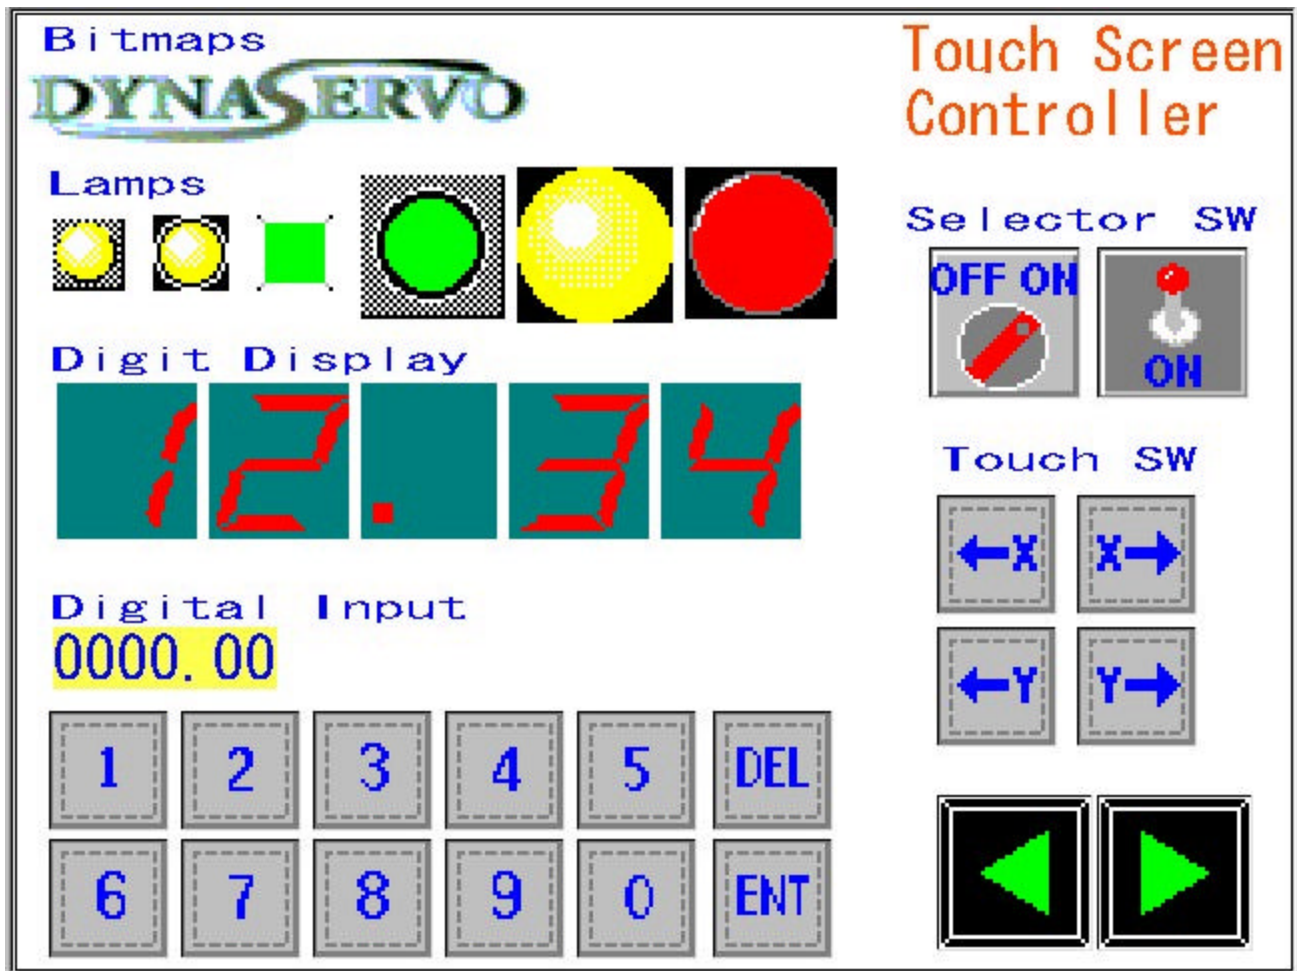 Bitmaps
DYNASERVO
Touch Screen
Controller
Lamps
Selector SW
OFF ON
ON
Digit Display
12.34
Touch SW
←X X→
←Y Y→
Digital Input
0000.00
1 2 3 4 5 DEL
6 7 8 9 0 ENT